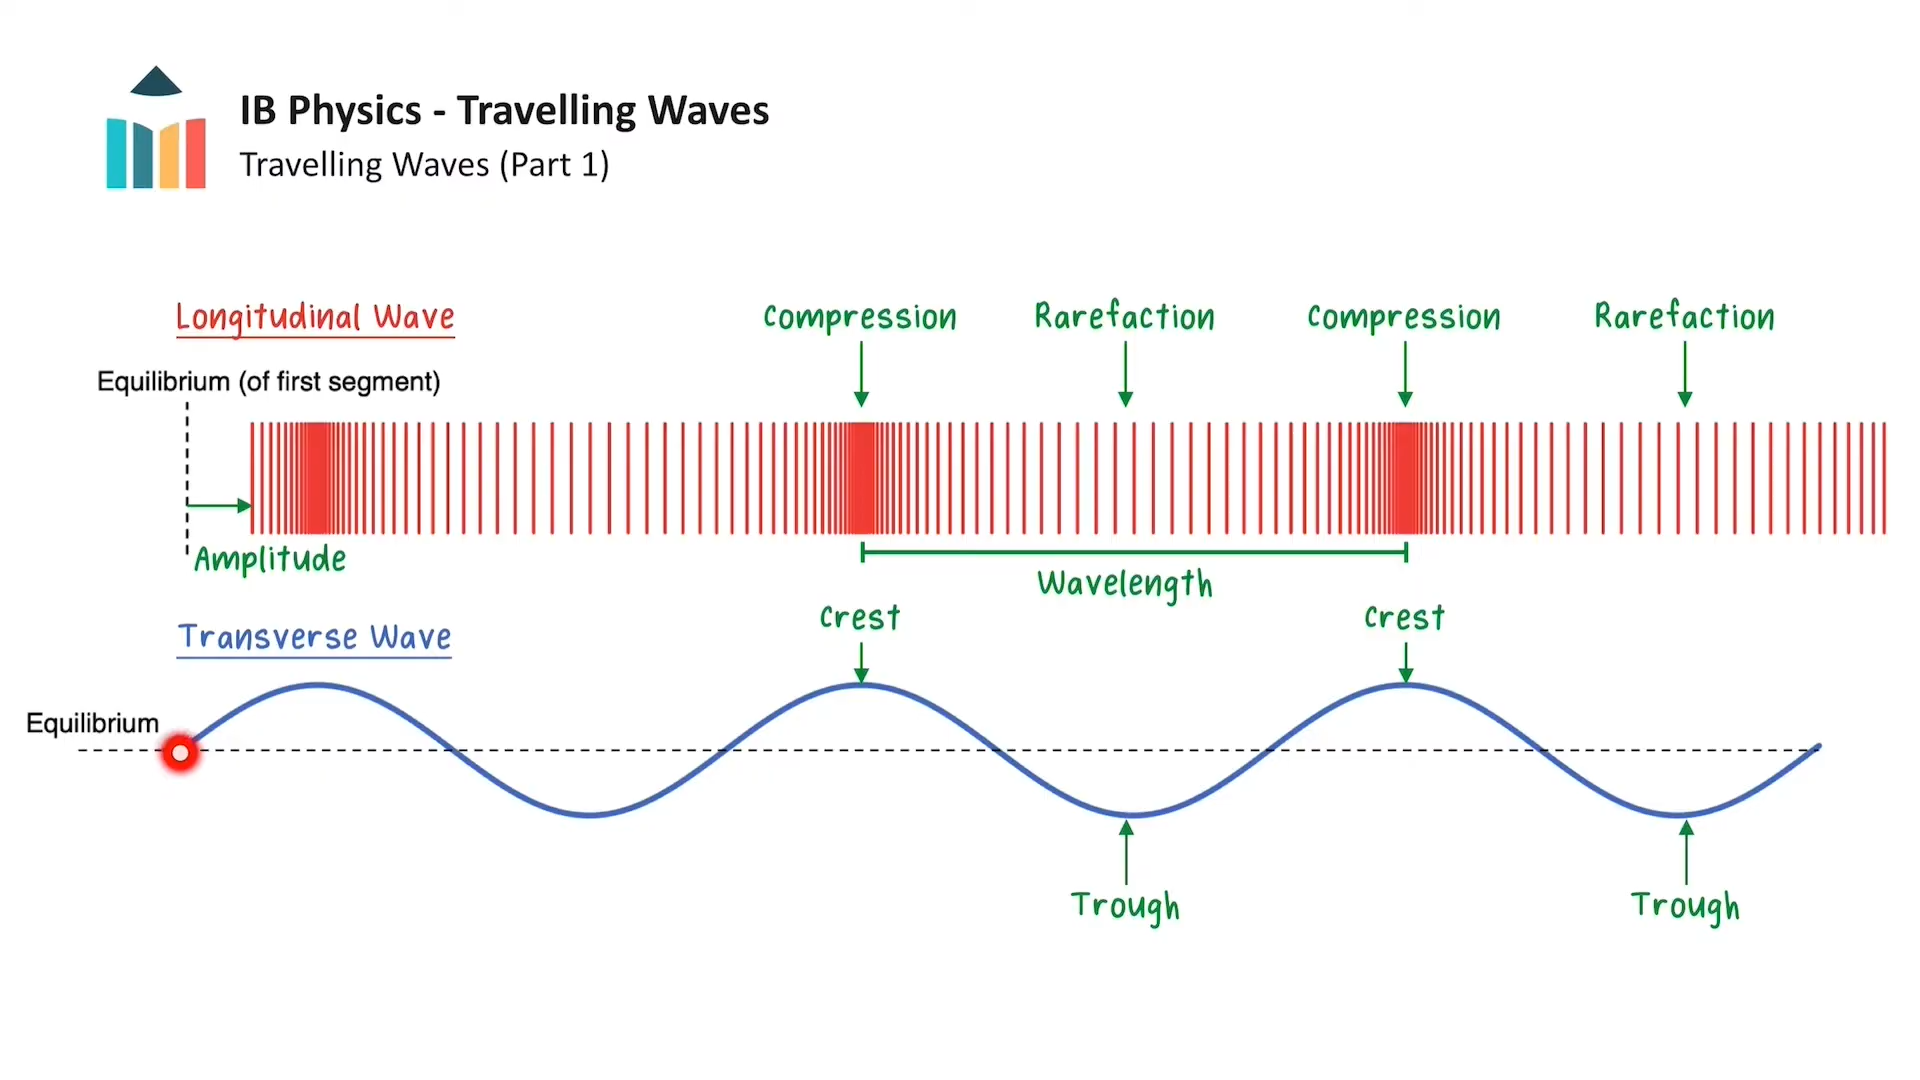 IB Physics - Travelling Waves
Travelling Waves (Part 1)
Longitudinal Wave
Compression
Rarefaction
Compression
Rarefaction
Equilibrium (of first segment)
Amplitude
Wavelength
Crest
Crest
Transverse Wave
Equilibrium
Trough
Trough